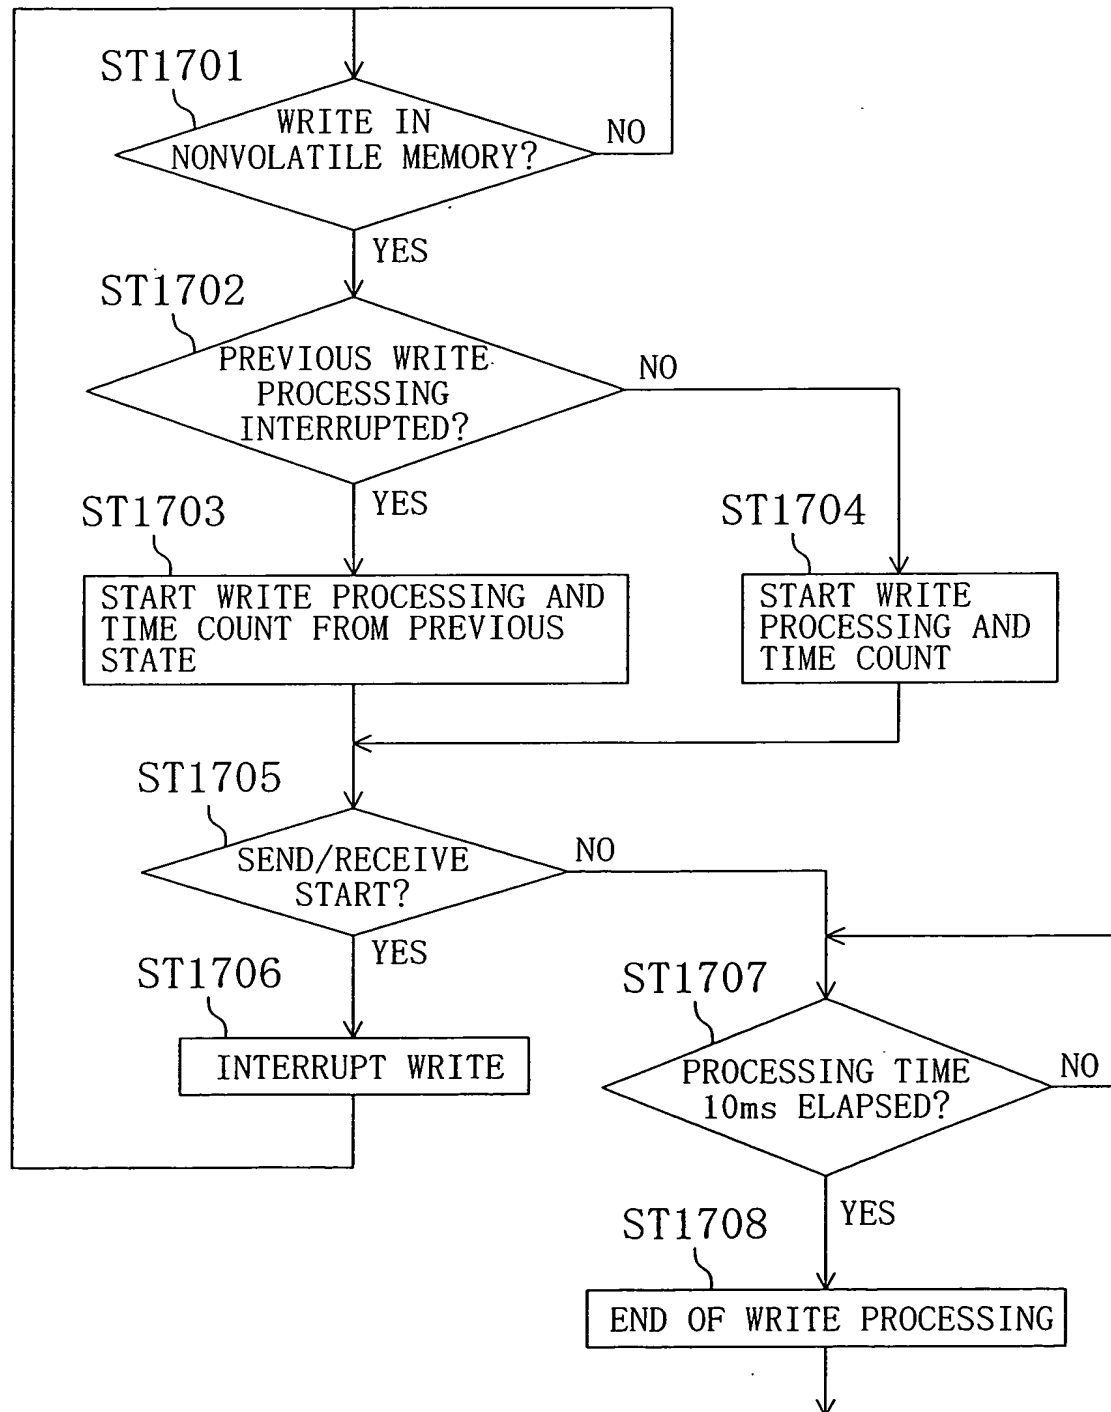 ST1701
WRITE IN
NONVOLATILE MEMORY?
NO
YES
ST1702
PREVIOUS WRITE
PROCESSING
INTERRUPTED?
NO
YES
ST1703
START WRITE PROCESSING AND
TIME COUNT FROM PREVIOUS
STATE
ST1704
START WRITE
PROCESSING AND
TIME COUNT
ST1705
SEND/RECEIVE
START?
NO
YES
ST1706
INTERRUPT WRITE
ST1707
PROCESSING TIME
10ms ELAPSED?
NO
YES
ST1708
END OF WRITE PROCESSING